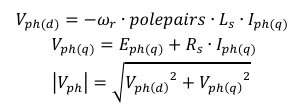 V_ph(d) = −ω_r · polepairs · L_s · I_ph(q)
V_ph(q) = E_ph(q) + R_s · I_ph(q)
|V_ph| = √(V_ph(d)² + V_ph(q)²)